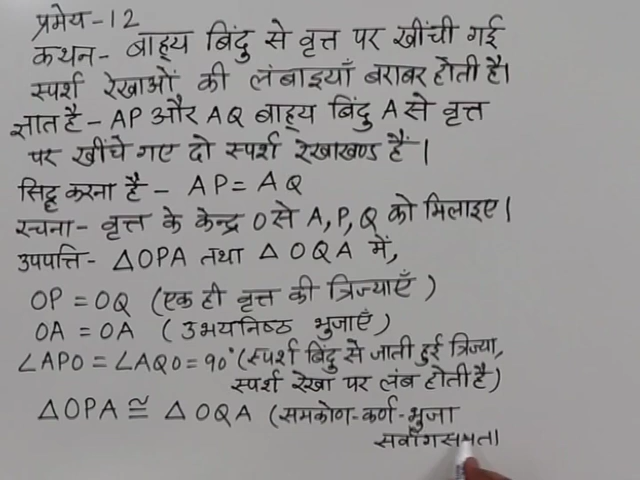 प्रमेय-12
कथन- बाह्य बिंदु से वृत्त पर खींची गई
स्पर्श रेखाओं की लंबाइयाँ बराबर होती है।
ज्ञात है - AP और AQ बाह्य बिंदु A से वृत्त
पर खींचे गए दो स्पर्श रेखाखण्ड हैं।
सिद्ध करना है - AP = AQ
रचना- वृत्त के केन्द्र O से A, P, Q को मिलाइए।
उपपत्ति- △OPA तथा △OQA में,
OP = OQ (एक ही वृत्त की त्रिज्याएँ)
OA = OA (उभयनिष्ठ भुजाएँ)
∠APO = ∠AQO = 90° (स्पर्श बिंदु से जाती हुई त्रिज्या,
स्पर्श रेखा पर लंब होती है)
△OPA ≅ △OQA (समकोण-कर्ण-भुजा
सर्वांगसमता